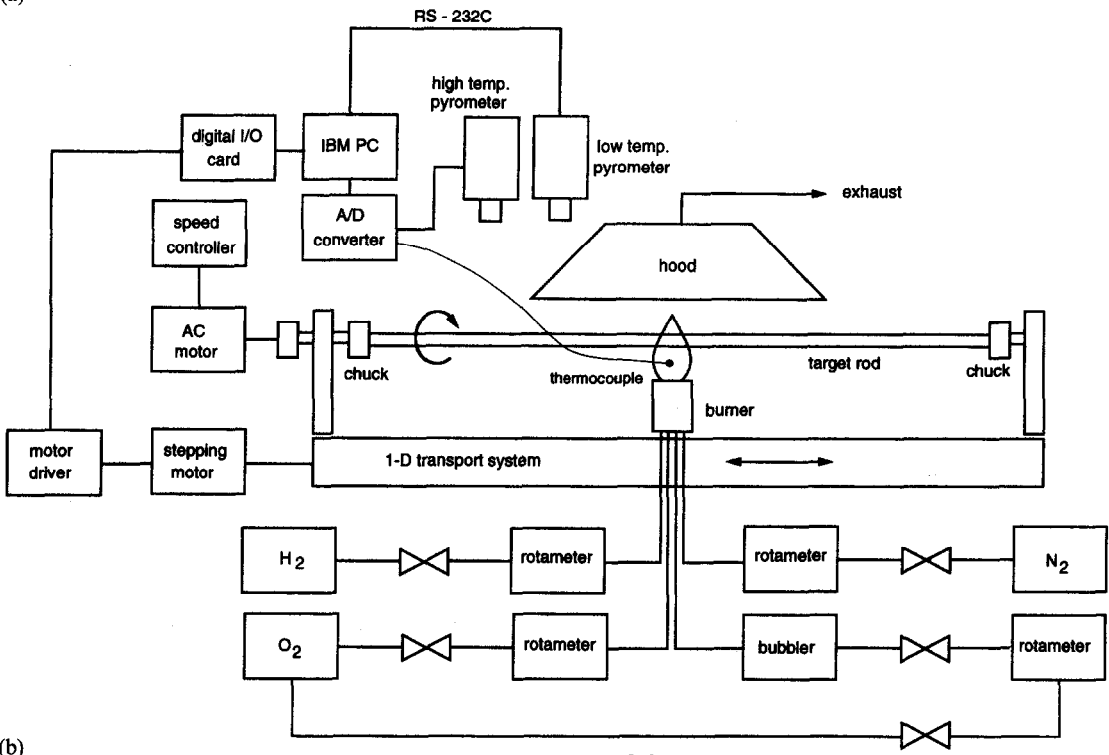 (a)
RS - 232C
high temp.
pyrometer
low temp.
pyrometer
digital I/O
card
IBM PC
A/D
converter
speed
controller
AC
motor
exhaust
hood
chuck
thermocouple
target rod
chuck
burner
motor
driver
stepping
motor
1-D transport system
H2
rotameter
rotameter
N2
O2
rotameter
bubbler
rotameter
(b)